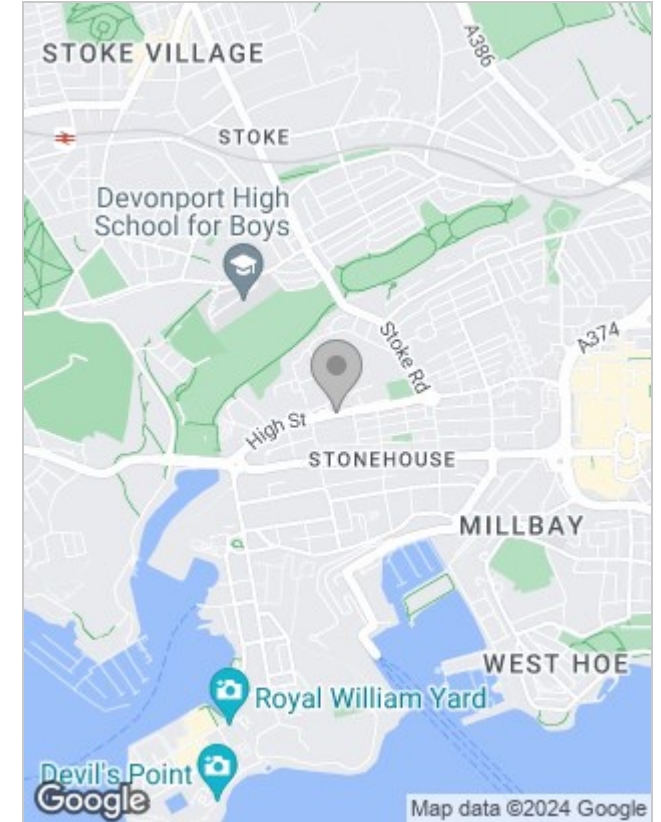 STOKE VILLAGE
A386
STOKE
Devonport High
School for Boys
Stoke Rd
A374
High St
STONEHOUSE
MILLBAY
WEST HOE
Royal William Yard
Devil's Point
Google
Map data ©2024 Google